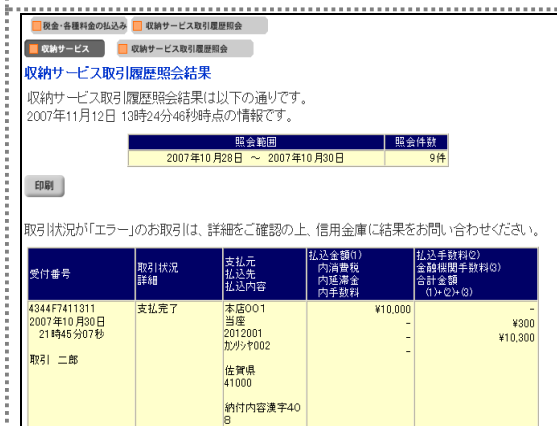 税金・各種料金の払込み 収納サービス取引履歴照会
収納サービス 収納サービス取引履歴照会
収納サービス取引履歴照会結果
収納サービス取引履歴照会結果は以下の通りです。
2007年11月12日 13時24分46秒時点の情報です。
照会範囲 照会件数
2007年10月28日 ～ 2007年10月30日 9件
印刷
取引状況が「エラー」のお取引は、詳細をご確認の上、信用金庫に結果をお問い合わせください。
受付番号
取引状況
詳細
支払元
払込先
払込内容
払込金額(1)
内消費税
内延滞金
内手数料
払込手数料(2)
金融機関手数料(3)
合計金額
(1)+(2)+(3)
4344F7411311
2007年10月30日
21時45分07秒
取引 二郎
支払完了
本店001
当座
2012001
ｶﾝﾘｼﾔ002
佐賀県
41000
納付内容漢字40
8
¥10,000
-
-
-
-
¥300
¥10,300